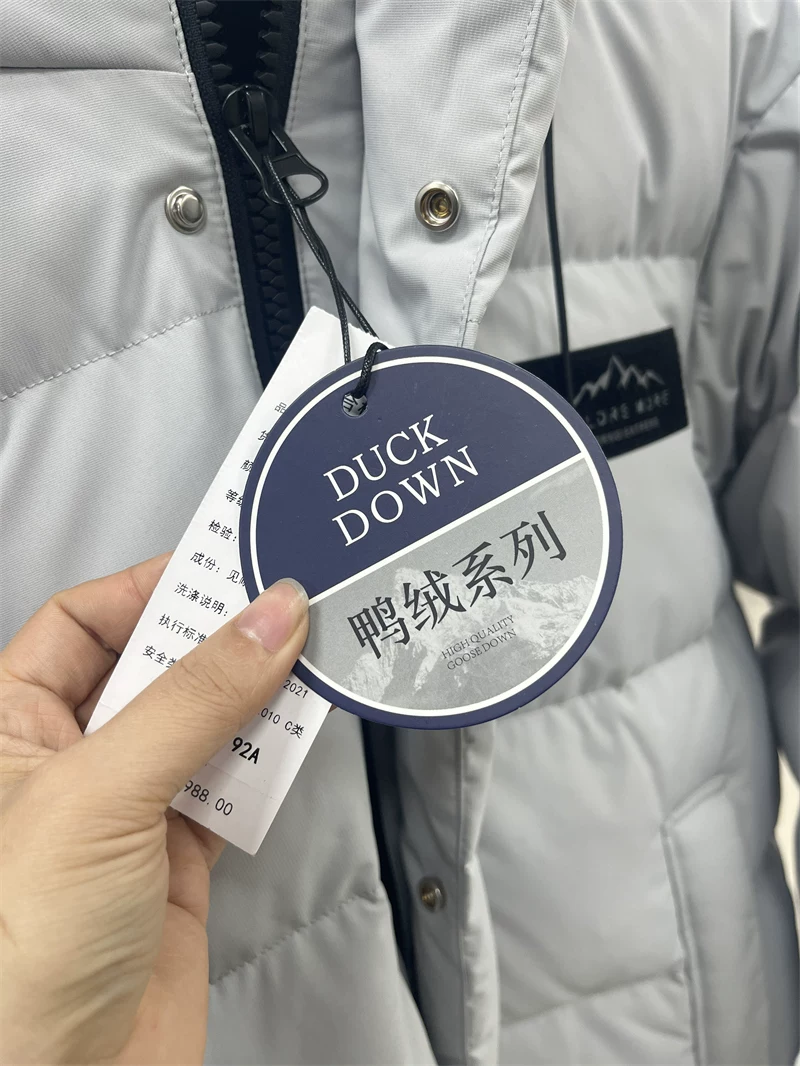 DUCK
DOWN
鸭绒系列
HIGH QUALITY
GOOSE DOWN
检验:
成份: 见
洗涤说明:
执行标准
安全类
2021
010 C类
92A
988.00